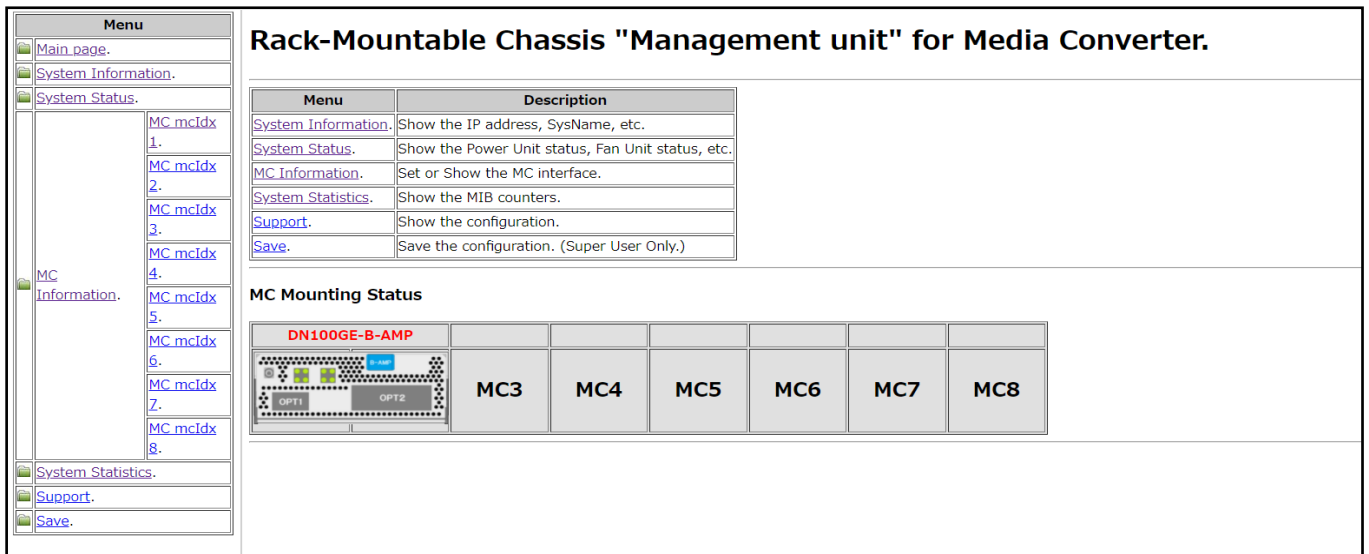 Menu
Main page.
System Information.
System Status.
MC
Information.
MC mcIdx
1.
MC mcIdx
2.
MC mcIdx
3.
MC mcIdx
4.
MC mcIdx
5.
MC mcIdx
6.
MC mcIdx
7.
MC mcIdx
8.
System Statistics.
Support.
Save.
Rack-Mountable Chassis "Management unit" for Media Converter.
Menu Description
System Information. Show the IP address, SysName, etc.
System Status. Show the Power Unit status, Fan Unit status, etc.
MC Information. Set or Show the MC interface.
System Statistics. Show the MIB counters.
Support. Show the configuration.
Save. Save the configuration. (Super User Only.)
MC Mounting Status
DN100GE-B-AMP
B-AMP
OPT1 OPT2
MC3 MC4 MC5 MC6 MC7 MC8